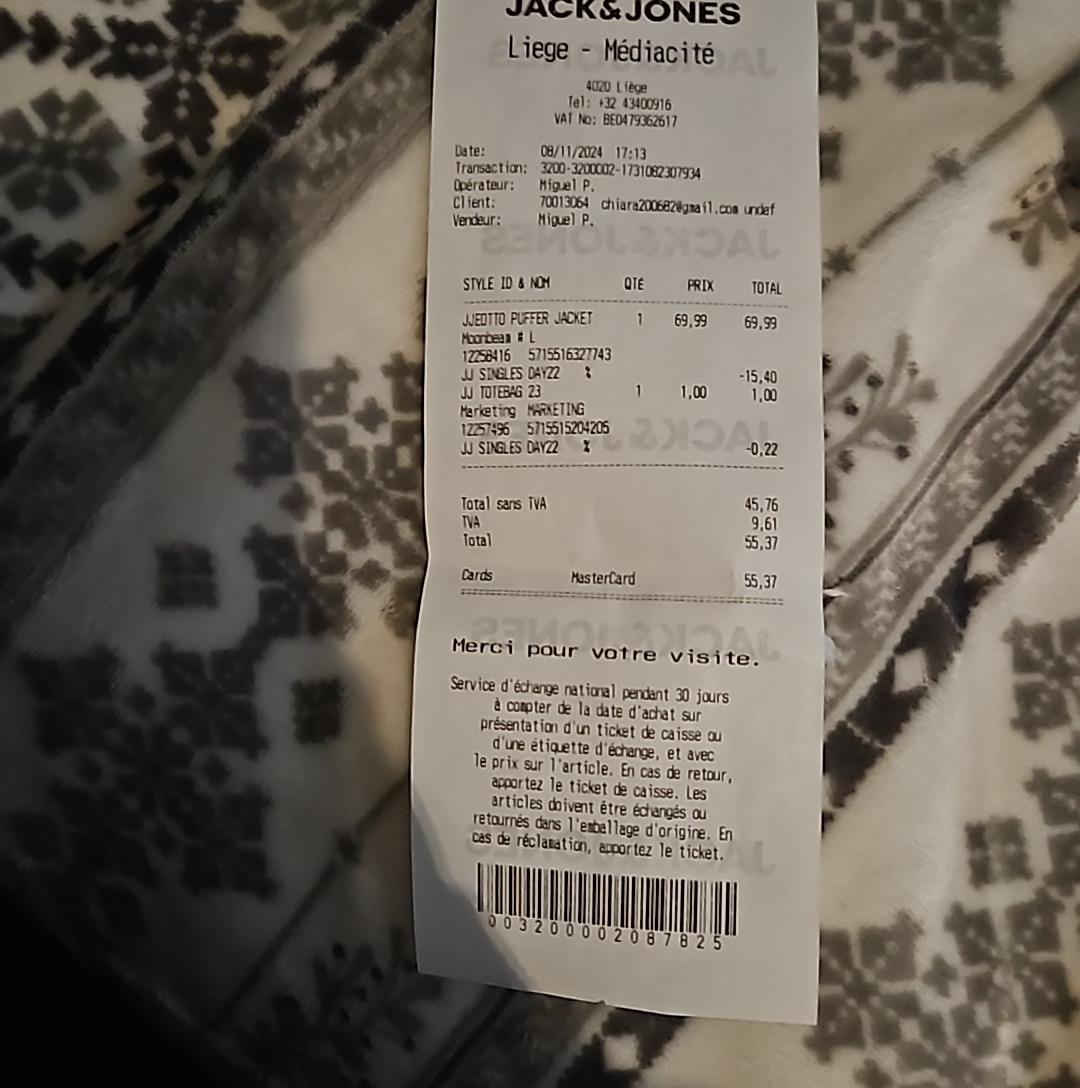 JACK&JONES
Liege - Médiacité
4020 Liège
Tel: +32 43400916
VAT No: BE0479362617
Date: 08/11/2024 17:13
Transaction: 3200-3200002-1731082307934
Opérateur: Miguel P.
Client: 70013064 chiara200682@gmail.com undef
Vendeur: Miguel P.
STYLE ID & NOM QTÉ PRIX TOTAL
JJEOTTO PUFFER JACKET 1 69,99 69,99
Moonbeam # L
12258416 5715516327743
JJ SINGLES DAY22 % -15,40
JJ TOTEBAG 23 1 1,00 1,00
Marketing MARKETING
12257496 5715515204205
JJ SINGLES DAY22 % -0,22
Total sans TVA 45,76
TVA 9,61
Total 55,37
Cards MasterCard 55,37
Merci pour votre visite.
Service d'échange national pendant 30 jours
à compter de la date d'achat sur
présentation d'un ticket de caisse ou
d'une étiquette d'échange, et avec
le prix sur l'article. En cas de retour,
apportez le ticket de caisse. Les
articles doivent être échangés ou
retournés dans l'emballage d'origine. En
cas de réclamation, apportez le ticket.
003200002087825